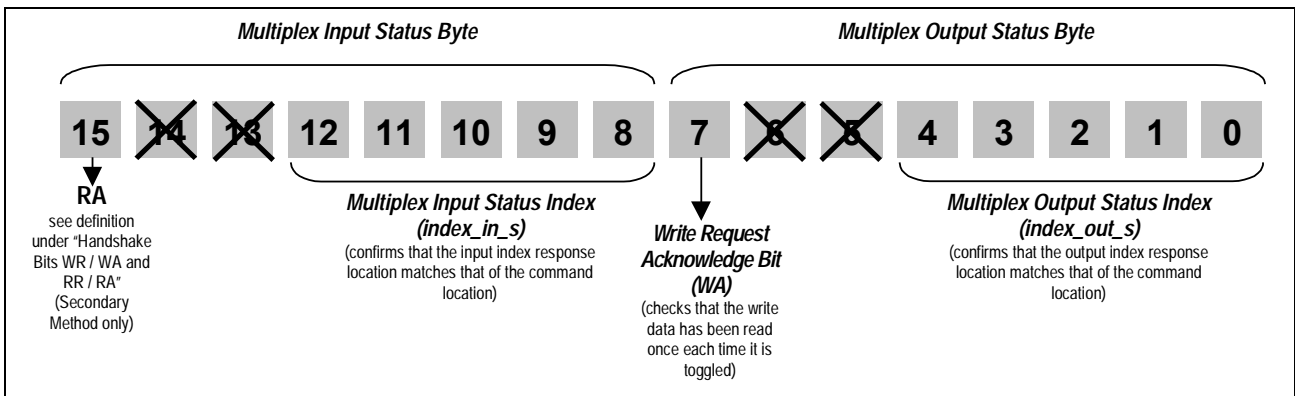 Multiplex Input Status Byte
Multiplex Output Status Byte
15 14 13 12 11 10 9 8 7 6 5 4 3 2 1 0
RA
see definition
under "Handshake
Bits WR / WA and
RR / RA"
(Secondary
Method only)
Multiplex Input Status Index
(index_in_s)
(confirms that the input index response
location matches that of the command
location)
Write Request
Acknowledge Bit
(WA)
(checks that the write
data has been read
once each time it is
toggled)
Multiplex Output Status Index
(index_out_s)
(confirms that the output index response
location matches that of the command
location)